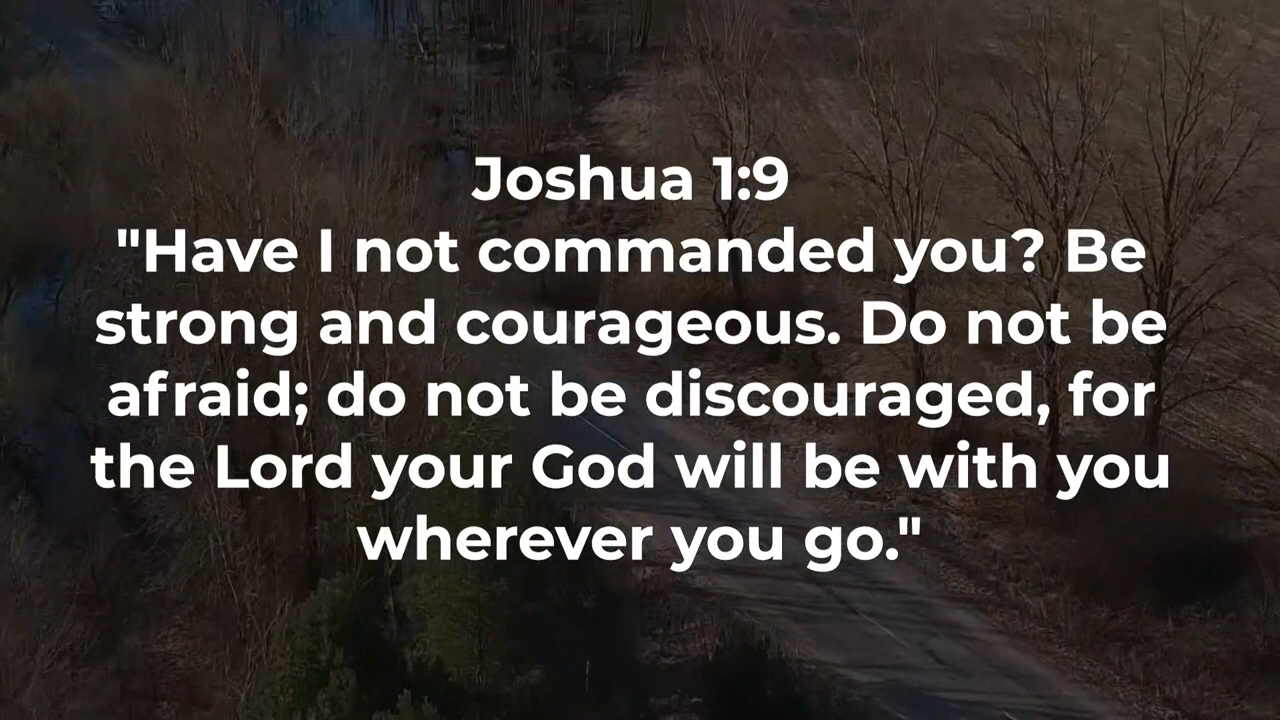 Joshua 1:9
"Have I not commanded you? Be
strong and courageous. Do not be
afraid; do not be discouraged, for
the Lord your God will be with you
wherever you go."